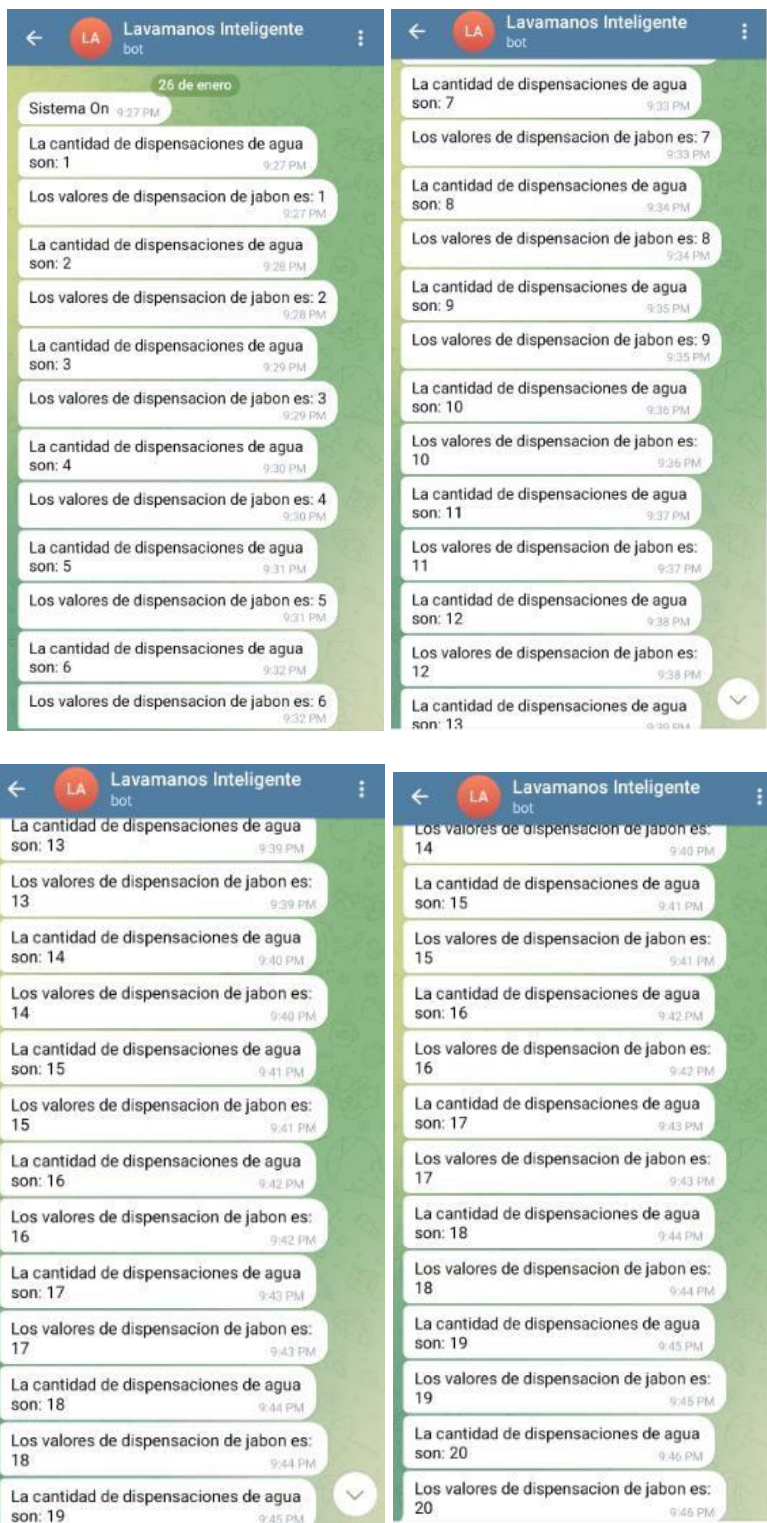 Lavamanos Inteligente
LA
bot
26 de enero
Sistema On 9:27 PM
La cantidad de dispensaciones de agua
son: 1 9:27 PM
Los valores de dispensacion de jabon es: 1
9:27 PM
La cantidad de dispensaciones de agua
son: 2 9:28 PM
Los valores de dispensacion de jabon es: 2
9:28 PM
La cantidad de dispensaciones de agua
son: 3 9:29 PM
Los valores de dispensacion de jabon es: 3
9:29 PM
La cantidad de dispensaciones de agua
son: 4 9:30 PM
Los valores de dispensacion de jabon es: 4
9:30 PM
La cantidad de dispensaciones de agua
son: 5 9:31 PM
Los valores de dispensacion de jabon es: 5
9:31 PM
La cantidad de dispensaciones de agua
son: 6 9:32 PM
Los valores de dispensacion de jabon es: 6
9:32 PM
Lavamanos Inteligente
LA
bot
La cantidad de dispensaciones de agua
son: 7 9:33 PM
Los valores de dispensacion de jabon es: 7
9:33 PM
La cantidad de dispensaciones de agua
son: 8 9:34 PM
Los valores de dispensacion de jabon es: 8
9:34 PM
La cantidad de dispensaciones de agua
son: 9 9:35 PM
Los valores de dispensacion de jabon es: 9
9:35 PM
La cantidad de dispensaciones de agua
son: 10 9:36 PM
Los valores de dispensacion de jabon es:
10 9:36 PM
La cantidad de dispensaciones de agua
son: 11 9:37 PM
Los valores de dispensacion de jabon es:
11 9:37 PM
La cantidad de dispensaciones de agua
son: 12 9:38 PM
Los valores de dispensacion de jabon es:
12 9:38 PM
La cantidad de dispensaciones de agua
son: 13 9:39 PM
Lavamanos Inteligente
LA
bot
La cantidad de dispensaciones de agua
son: 13 9:39 PM
Los valores de dispensacion de jabon es:
13 9:39 PM
La cantidad de dispensaciones de agua
son: 14 9:40 PM
Los valores de dispensacion de jabon es:
14 9:40 PM
La cantidad de dispensaciones de agua
son: 15 9:41 PM
Los valores de dispensacion de jabon es:
15 9:41 PM
La cantidad de dispensaciones de agua
son: 16 9:42 PM
Los valores de dispensacion de jabon es:
16 9:42 PM
La cantidad de dispensaciones de agua
son: 17 9:43 PM
Los valores de dispensacion de jabon es:
17 9:43 PM
La cantidad de dispensaciones de agua
son: 18 9:44 PM
Los valores de dispensacion de jabon es:
18 9:44 PM
La cantidad de dispensaciones de agua
son: 19 9:45 PM
Lavamanos Inteligente
LA
bot
Los valores de dispensacion de jabon es:
14 9:40 PM
La cantidad de dispensaciones de agua
son: 15 9:41 PM
Los valores de dispensacion de jabon es:
15 9:41 PM
La cantidad de dispensaciones de agua
son: 16 9:42 PM
Los valores de dispensacion de jabon es:
16 9:42 PM
La cantidad de dispensaciones de agua
son: 17 9:43 PM
Los valores de dispensacion de jabon es:
17 9:43 PM
La cantidad de dispensaciones de agua
son: 18 9:44 PM
Los valores de dispensacion de jabon es:
18 9:44 PM
La cantidad de dispensaciones de agua
son: 19 9:45 PM
Los valores de dispensacion de jabon es:
19 9:45 PM
La cantidad de dispensaciones de agua
son: 20 9:46 PM
Los valores de dispensacion de jabon es:
20 9:46 PM